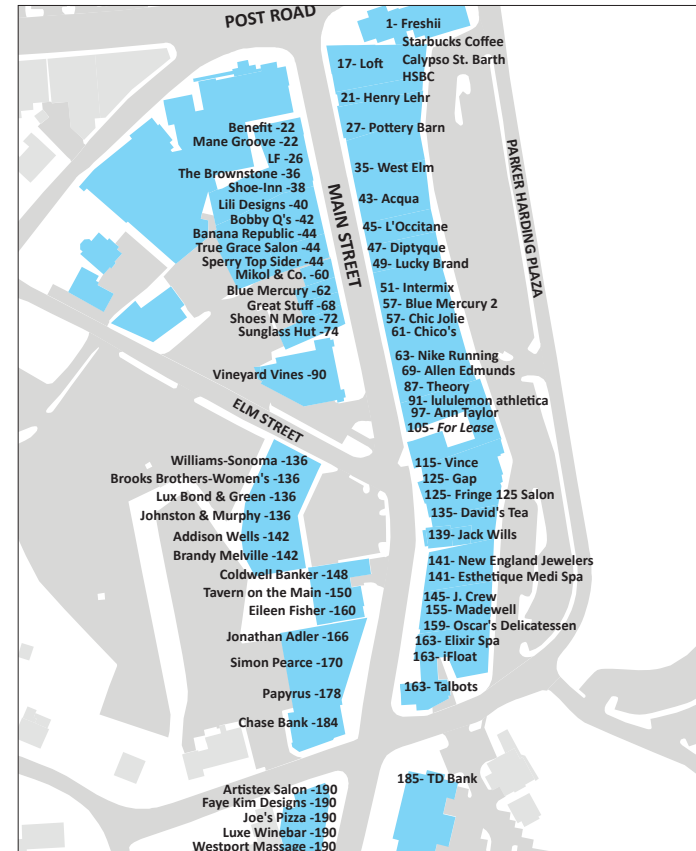 POST ROAD
1- Freshii
Starbucks Coffee
17- Loft
Calypso St. Barth
HSBC
21- Henry Lehr
27- Pottery Barn
35- West Elm
43- Acqua
45- L'Occitane
47- Diptyque
49- Lucky Brand
51- Intermix
57- Blue Mercury 2
57- Chic Jolie
61- Chico's
63- Nike Running
69- Allen Edmunds
87- Theory
91- lululemon athletica
97- Ann Taylor
105- For Lease
115- Vince
125- Gap
125- Fringe 125 Salon
135- David's Tea
139- Jack Wills
141- New England Jewelers
141- Esthetique Medi Spa
145- J. Crew
155- Madewell
159- Oscar's Delicatessen
163- Elixir Spa
163- iFloat
163- Talbots
185- TD Bank
PARKER HARDING PLAZA
MAIN STREET
Benefit -22
Mane Groove -22
LF -26
The Brownstone -36
Shoe-Inn -38
Lili Designs -40
Bobby Q's -42
Banana Republic -44
True Grace Salon -44
Sperry Top Sider -44
Mikol & Co. -60
Blue Mercury -62
Great Stuff -68
Shoes N More -72
Sunglass Hut -74
Vineyard Vines -90
ELM STREET
Williams-Sonoma -136
Brooks Brothers-Women's -136
Lux Bond & Green -136
Johnston & Murphy -136
Addison Wells -142
Brandy Melville -142
Coldwell Banker -148
Tavern on the Main -150
Eileen Fisher -160
Jonathan Adler -166
Simon Pearce -170
Papyrus -178
Chase Bank -184
Artistex Salon -190
Faye Kim Designs -190
Joe's Pizza -190
Luxe Winebar -190
Westport Massage -190